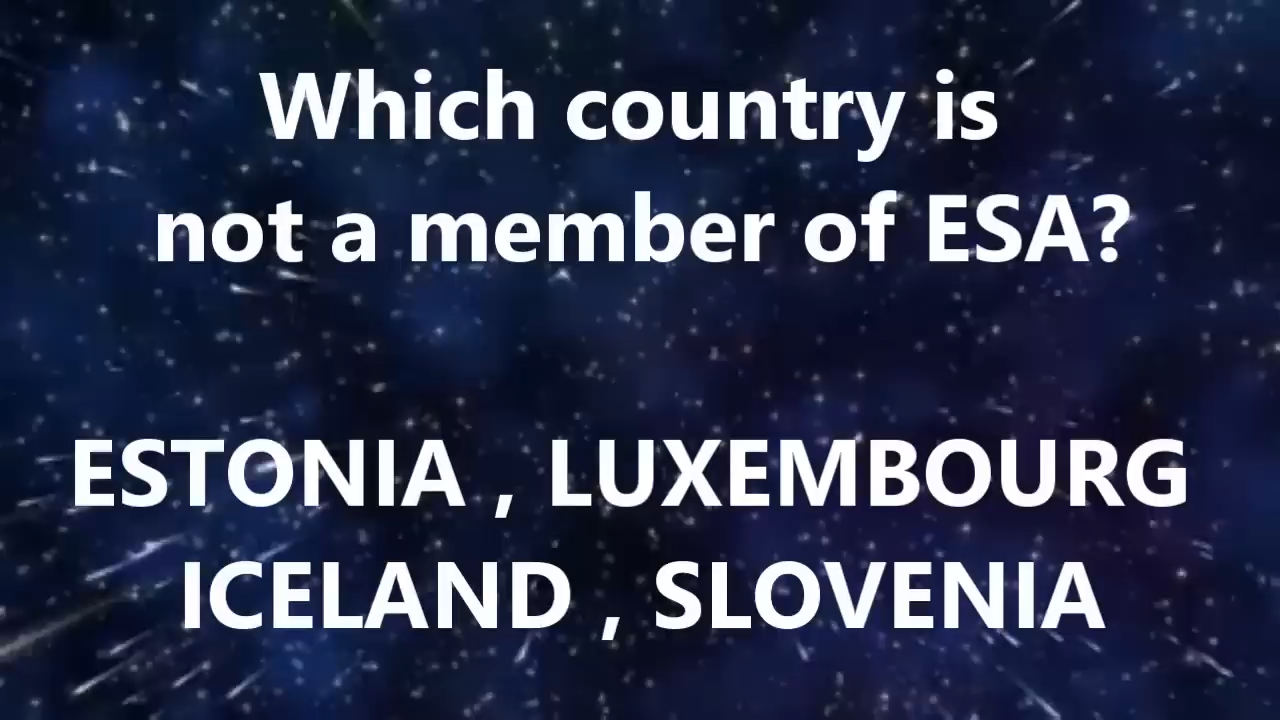 Which country is
not a member of ESA?
ESTONIA , LUXEMBOURG
ICELAND , SLOVENIA